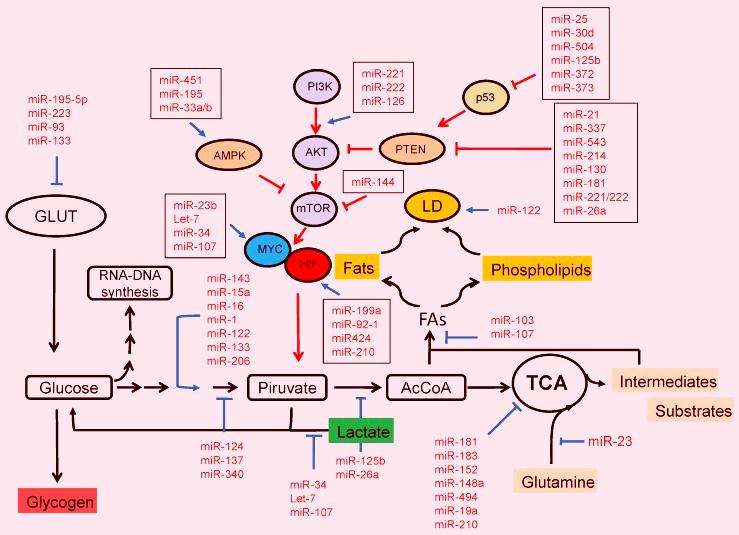 miR-25
miR-30d
miR-504
miR-125b
miR-372
miR-373
miR-451
miR-195
miR-33a/b
PI3K
miR-221
miR-222
miR-126
p53
miR-195-5p
miR-223
miR-93
miR-133
miR-21
miR-337
miR-543
miR-214
miR-130
miR-181
miR-221/222
miR-26a
AMPK
AKT
PTEN
miR-144
GLUT
miR-23b
Let-7
miR-34
miR-107
mTOR
LD
miR-122
MYC
HIF
Fats
Phospholipids
RNA-DNA
synthesis
miR-143
miR-15a
miR-16
miR-1
miR-122
miR-133
miR-206
miR-199a
miR-92-1
miR424
miR-210
FAs
miR-103
miR-107
Glucose
Piruvate
AcCoA
TCA
Intermediates
Substrates
Lactate
miR-124
miR-137
miR-340
miR-125b
miR-26a
miR-34
Let-7
miR-107
miR-181
miR-183
miR-152
miR-148a
miR-494
miR-19a
miR-210
miR-23
Glutamine
Glycogen